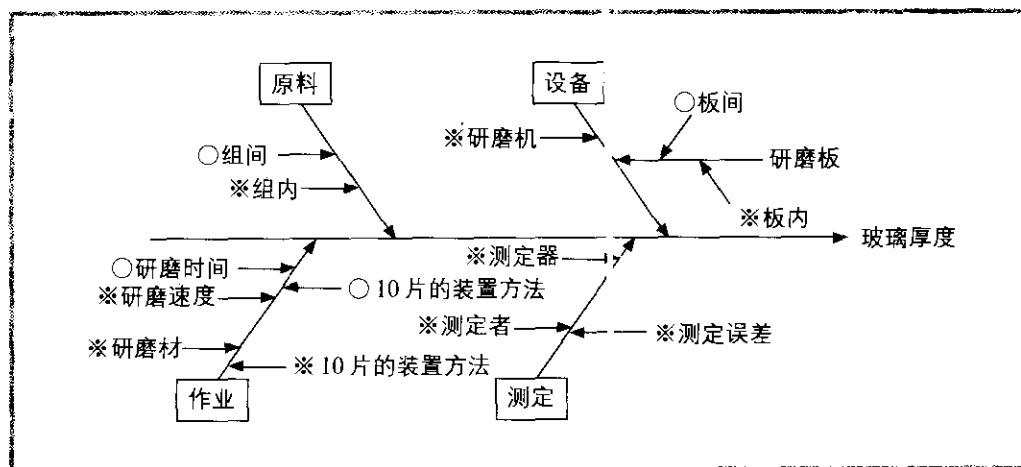 原料
设备
○板间
※研磨机
○组间
研磨板
※组内
※板内
玻璃厚度
※测定器
○研磨时间
○10片的装置方法
※研磨速度
※测定者
※测定误差
※研磨材
※10片的装置方法
作业
测定